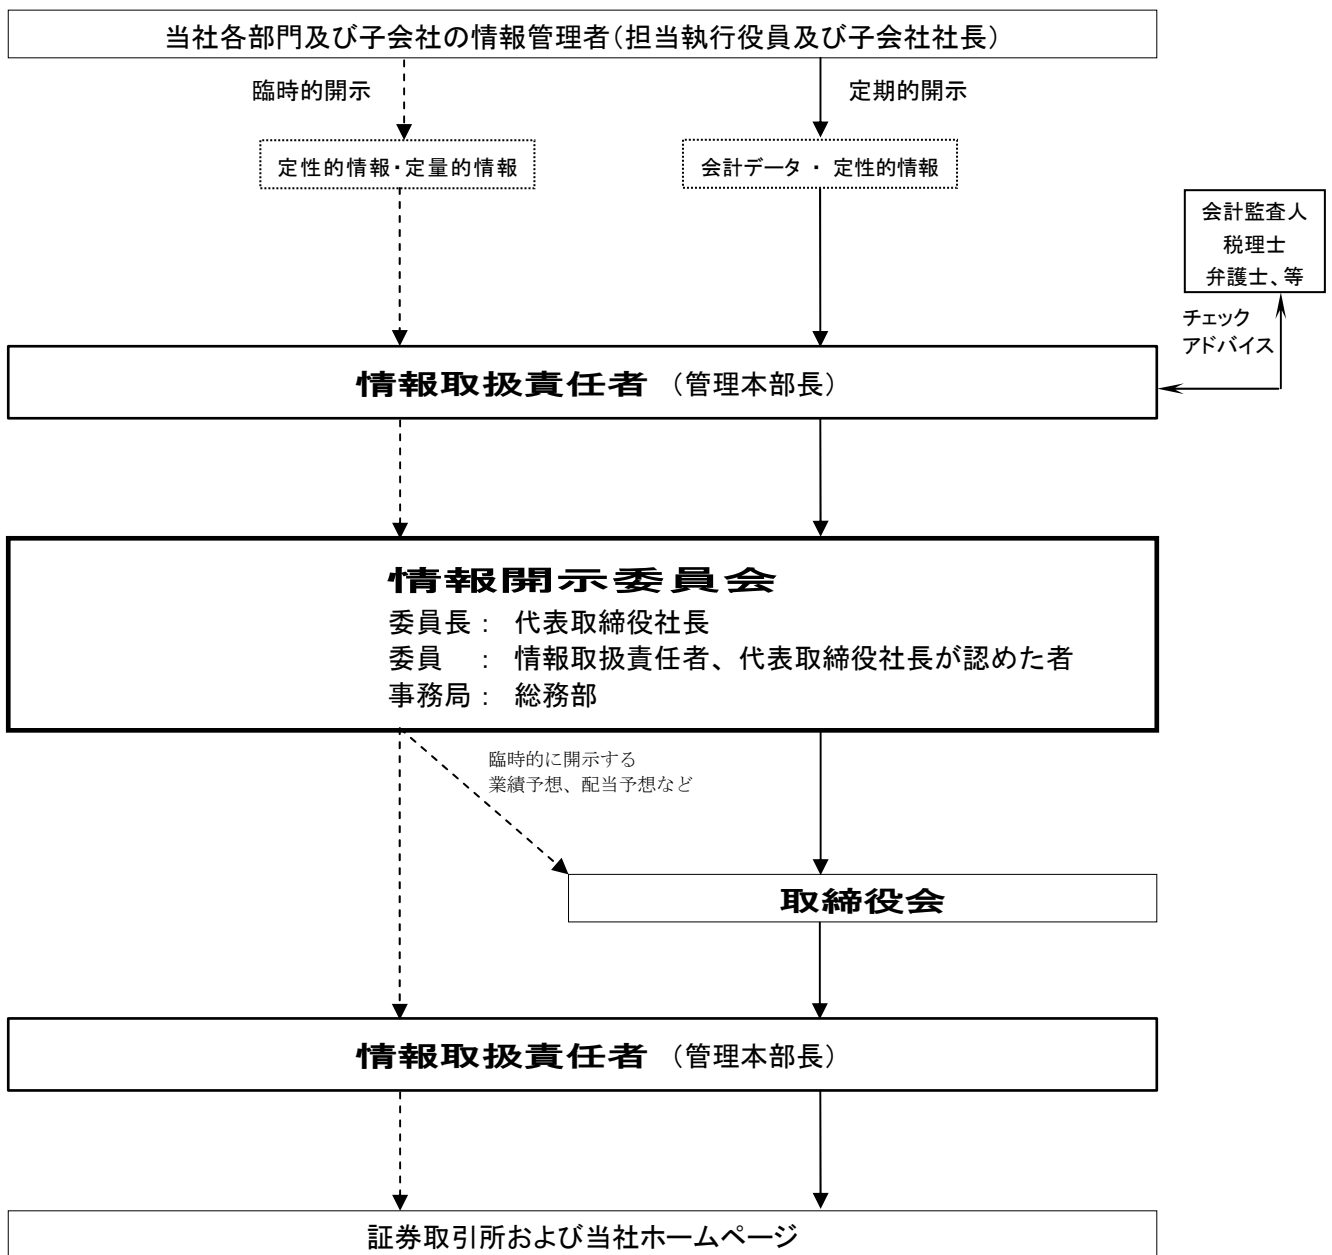 当社各部門及び子会社の情報管理者（担当執行役員及び子会社社長）
臨時的開示
定期的開示
定性的情報・定量的情報
会計データ ・ 定性的情報
会計監査人
税理士
弁護士、等
チェック
アドバイス
情報取扱責任者 （管理本部長）
情報開示委員会
委員長： 代表取締役社長
委員 ： 情報取扱責任者、代表取締役社長が認めた者
事務局： 総務部
臨時的に開示する
業績予想、配当予想など
取締役会
情報取扱責任者 （管理本部長）
証券取引所および当社ホームページ